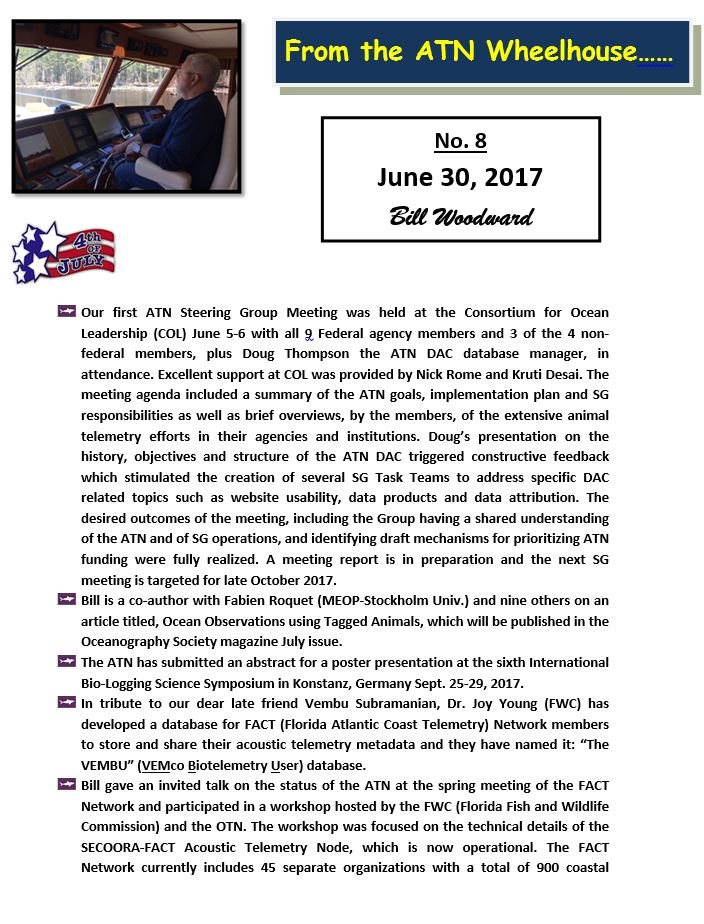 From the ATN Wheelhouse……
No. 8
June 30, 2017
Bill Woodward
4th
OF
JULY
Our first ATN Steering Group Meeting was held at the Consortium for Ocean
Leadership (COL) June 5-6 with all 9 Federal agency members and 3 of the 4 non-
federal members, plus Doug Thompson the ATN DAC database manager, in
attendance. Excellent support at COL was provided by Nick Rome and Kruti Desai. The
meeting agenda included a summary of the ATN goals, implementation plan and SG
responsibilities as well as brief overviews, by the members, of the extensive animal
telemetry efforts in their agencies and institutions. Doug’s presentation on the
history, objectives and structure of the ATN DAC triggered constructive feedback
which stimulated the creation of several SG Task Teams to address specific DAC
related topics such as website usability, data products and data attribution. The
desired outcomes of the meeting, including the Group having a shared understanding
of the ATN and of SG operations, and identifying draft mechanisms for prioritizing ATN
funding were fully realized. A meeting report is in preparation and the next SG
meeting is targeted for late October 2017.
Bill is a co-author with Fabien Roquet (MEOP-Stockholm Univ.) and nine others on an
article titled, Ocean Observations using Tagged Animals, which will be published in the
Oceanography Society magazine July issue.
The ATN has submitted an abstract for a poster presentation at the sixth International
Bio-Logging Science Symposium in Konstanz, Germany Sept. 25-29, 2017.
In tribute to our dear late friend Vembu Subramanian, Dr. Joy Young (FWC) has
developed a database for FACT (Florida Atlantic Coast Telemetry) Network members
to store and share their acoustic telemetry metadata and they have named it: “The
VEMBU” (VEMco Biotelemetry User) database.
Bill gave an invited talk on the status of the ATN at the spring meeting of the FACT
Network and participated in a workshop hosted by the FWC (Florida Fish and Wildlife
Commission) and the OTN. The workshop was focused on the technical details of the
SECOORA-FACT Acoustic Telemetry Node, which is now operational. The FACT
Network currently includes 45 separate organizations with a total of 900 coastal